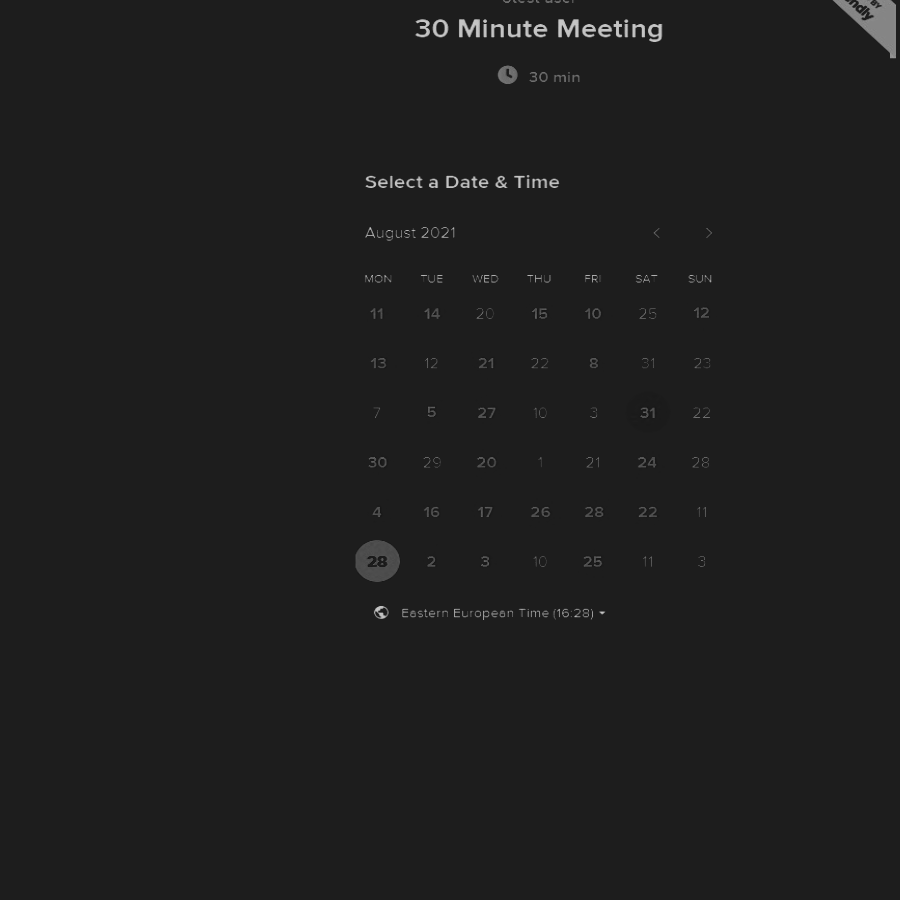 30 Minute Meeting
30 min
Select a Date & Time
August 2021
MON TUE WED THU FRI SAT SUN
11 14 20 15 10 25 12
13 12 21 22 8 31 23
7 5 27 10 3 31 22
30 29 20 1 21 24 28
4 16 17 26 28 22 11
28 2 3 10 25 11 3
Eastern European Time (16:28)